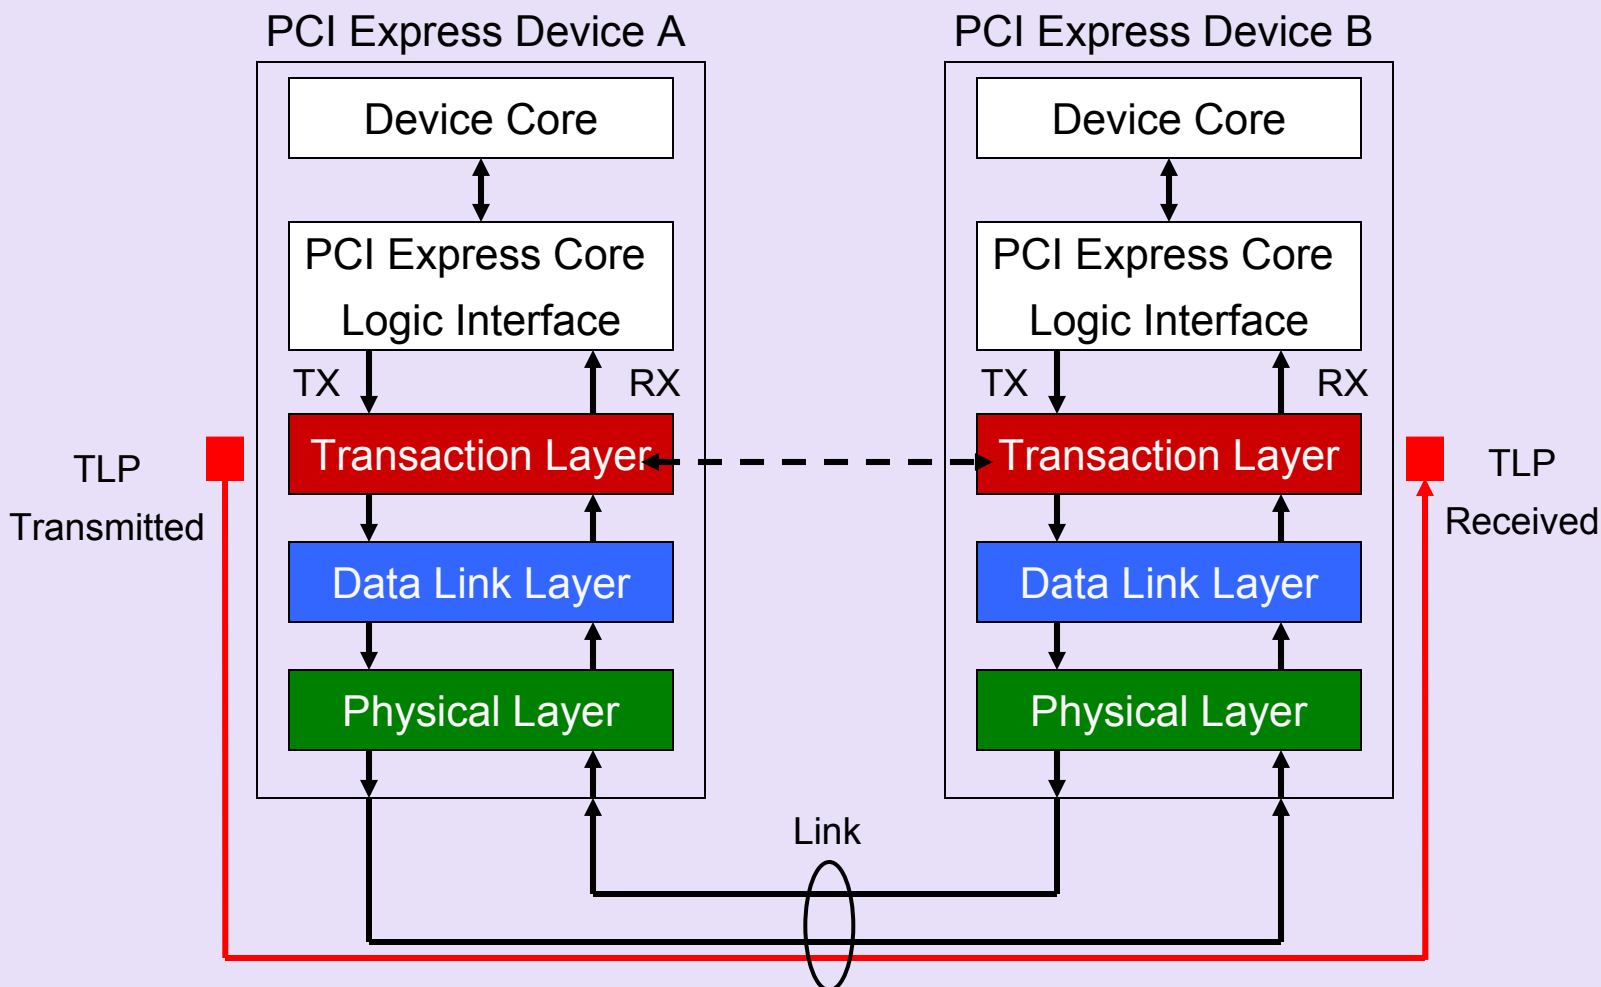 PCI Express Device A
PCI Express Device B
Device Core
Device Core
PCI Express Core
Logic Interface
PCI Express Core
Logic Interface
TX
RX
TX
RX
Transaction Layer
Transaction Layer
TLP
Transmitted
TLP
Received
Data Link Layer
Data Link Layer
Physical Layer
Physical Layer
Link